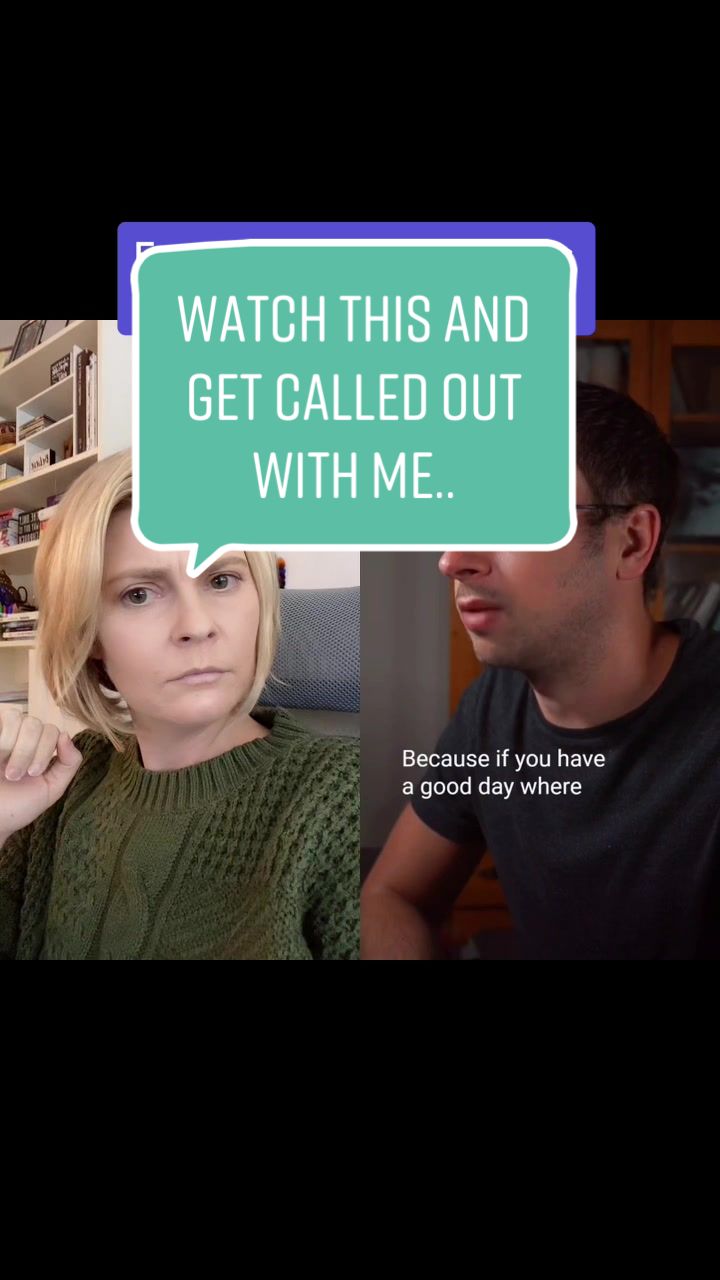 WATCH THIS AND
GET CALLED OUT
WITH ME..
Because if you have
a good day where